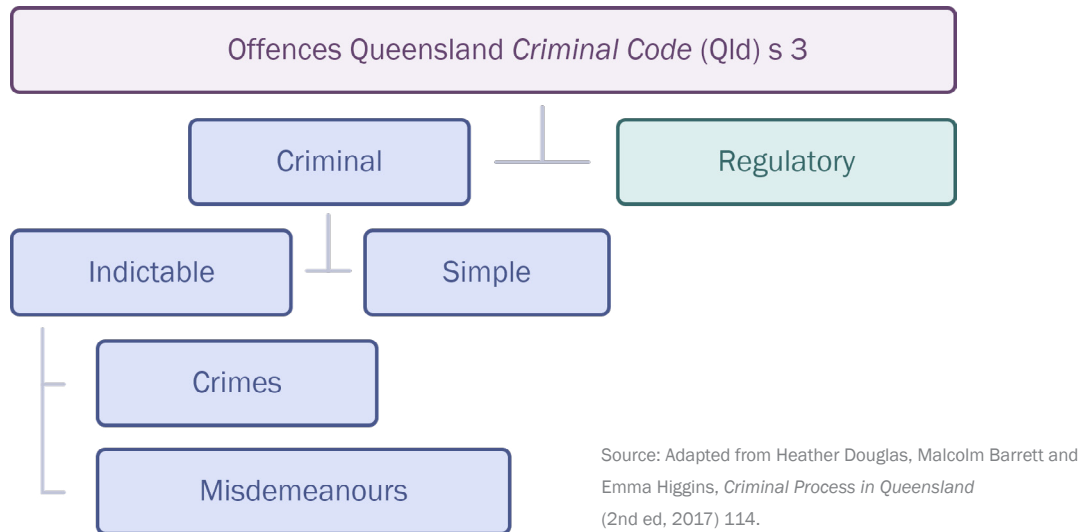 Offences Queensland Criminal Code (Qld) s 3
Criminal
Regulatory
Indictable
Simple
Crimes
Misdemeanours
Source: Adapted from Heather Douglas, Malcolm Barrett and
Emma Higgins, Criminal Process in Queensland
(2nd ed, 2017) 114.